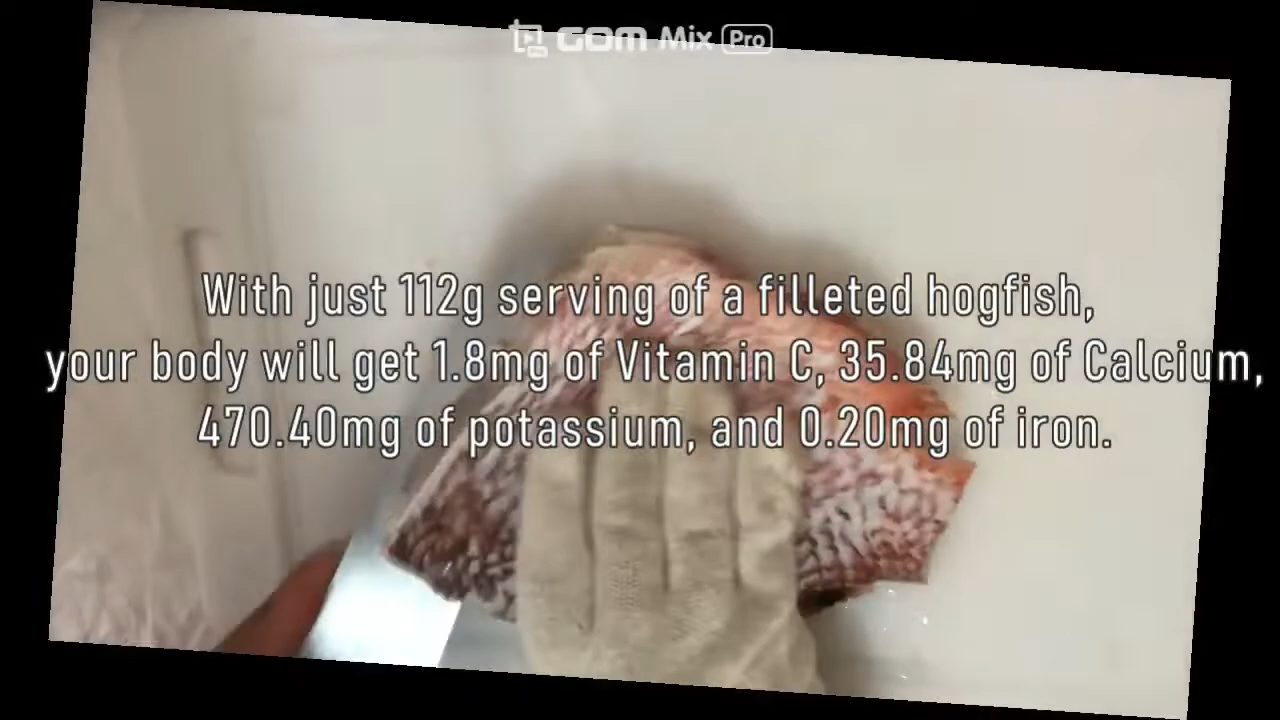 GOM Mix Pro
With just 112g serving of a filleted hogfish,
your body will get 1.8mg of Vitamin C, 35.84mg of Calcium,
470.40mg of potassium, and 0.20mg of iron.